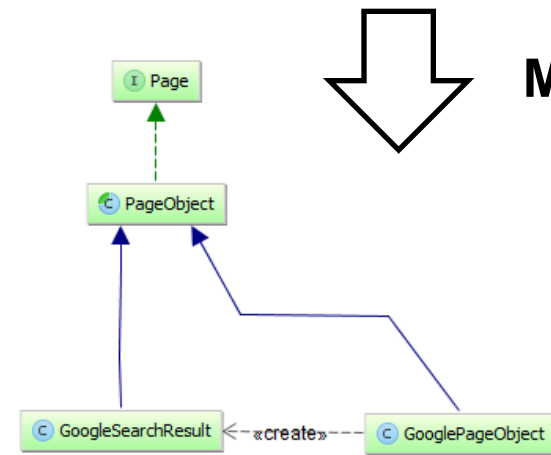 M
I Page
C PageObject
C GoogleSearchResult
«create»
C GooglePageObject